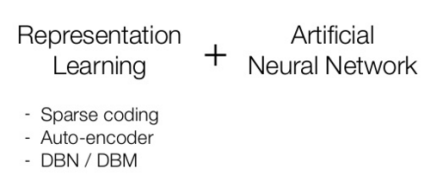 Representation
Learning
+
Artificial
Neural Network
- Sparse coding
- Auto-encoder
- DBN / DBM